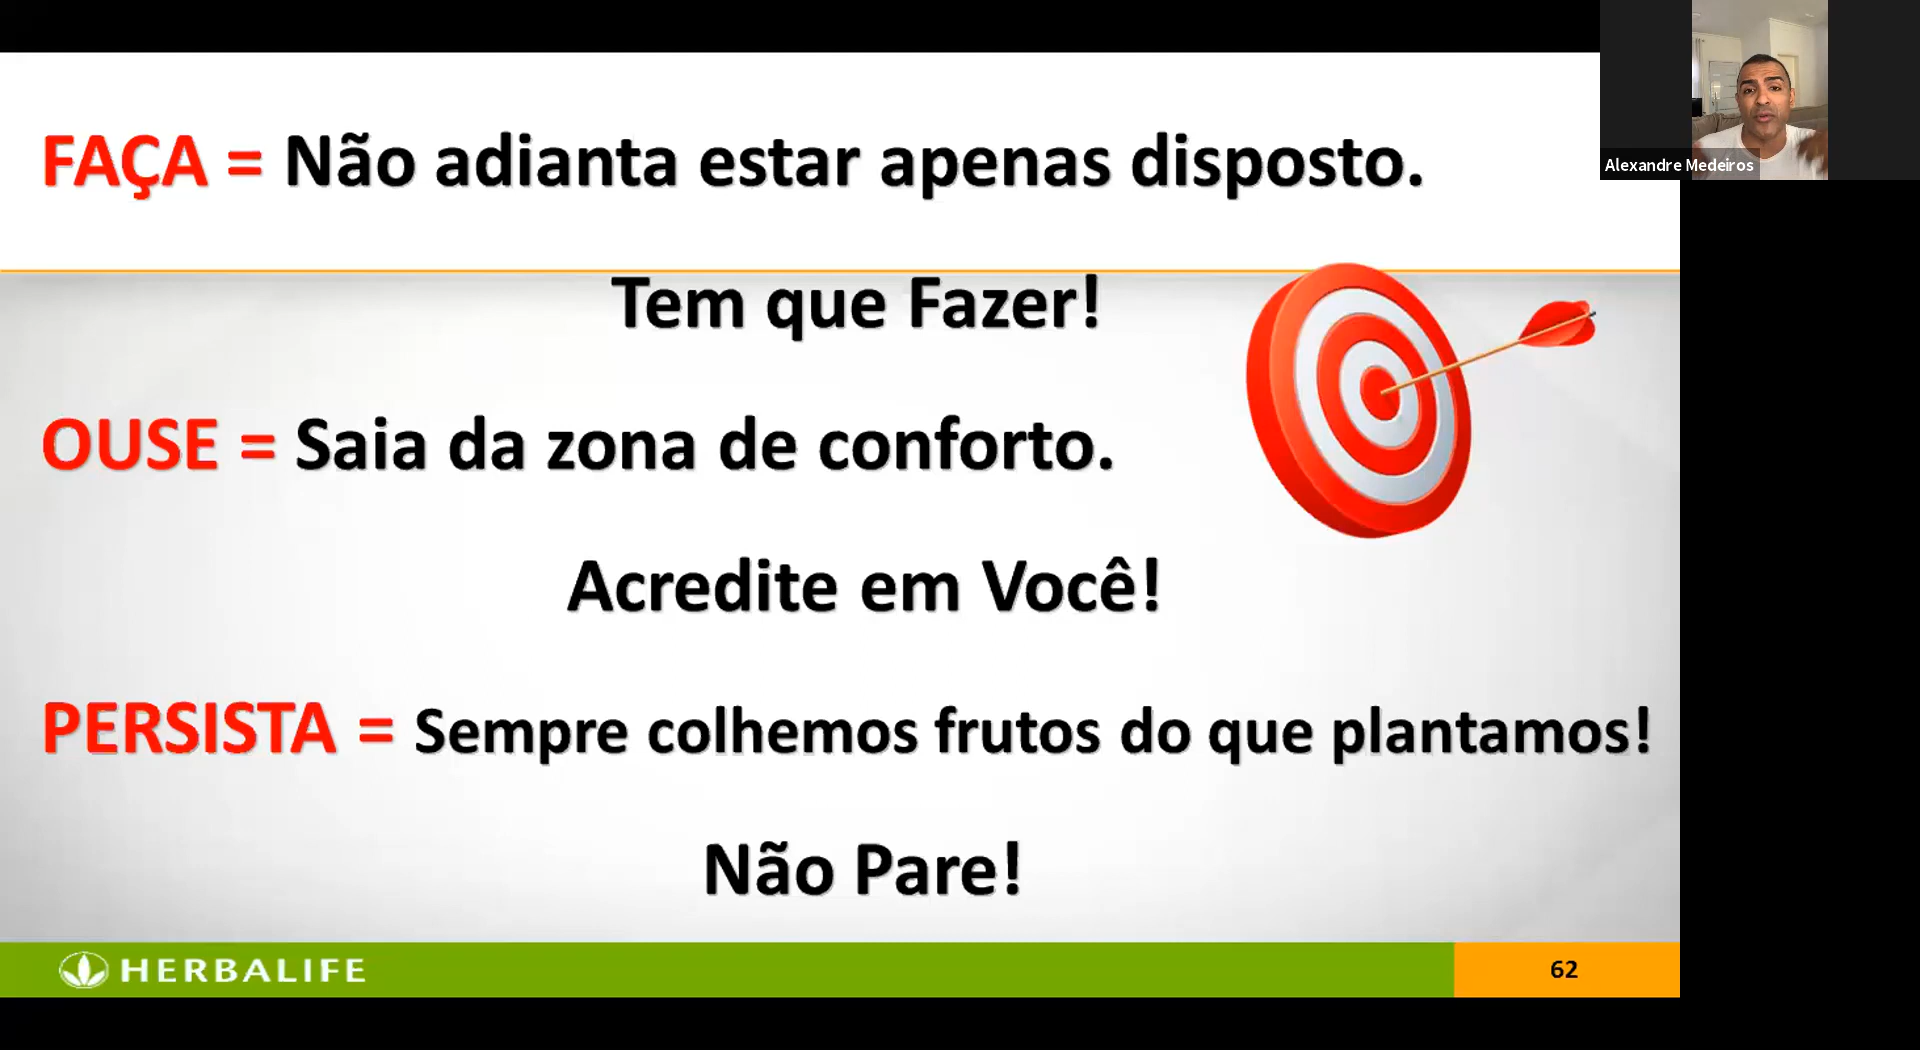 FAÇA = Não adianta estar apenas disposto.
Tem que Fazer!
OUSE = Saia da zona de conforto.
Acredite em Você!
PERSISTA = Sempre colhemos frutos do que plantamos!
Não Pare!
HERBALIFE
62
Alexandre Medeiros